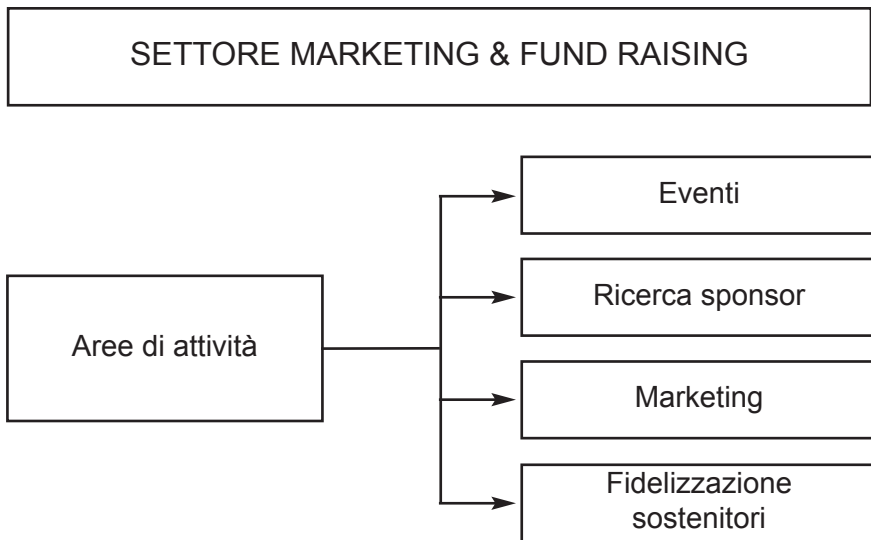 SETTORE MARKETING & FUND RAISING
Eventi
Ricerca sponsor
Aree di attività
Marketing
Fidelizzazione
sostenitori